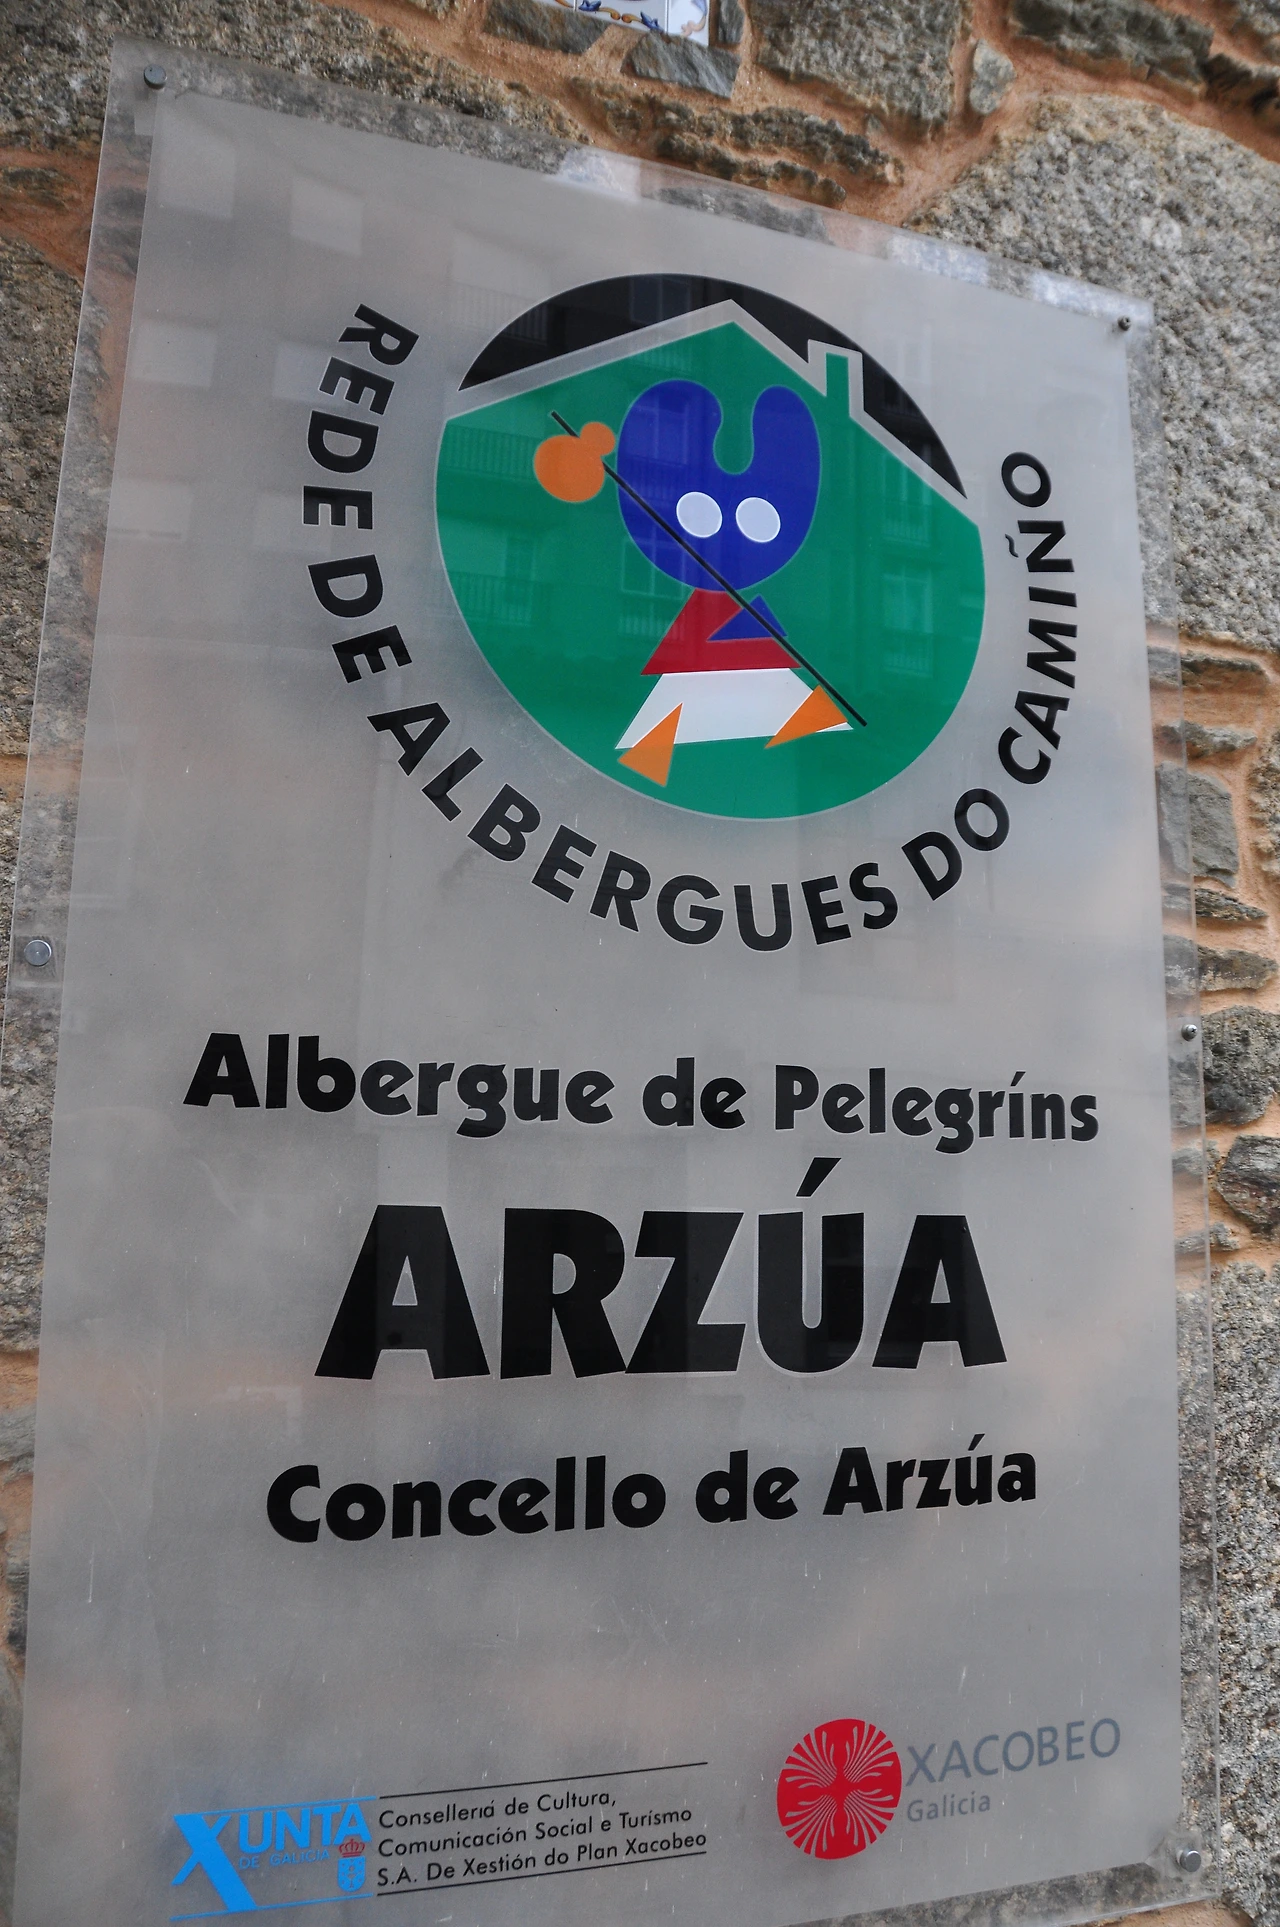 REDE DE ALBERGUES DO CAMIÑO
Albergue de Pelegríns
ARZÚA
Concello de Arzúa
XUNTA
DE GALICIA
Consellería de Cultura,
Comunicación Social e Turísmo
S.A. De Xestión do Plan Xacobeo
XACOBEO
Galicia